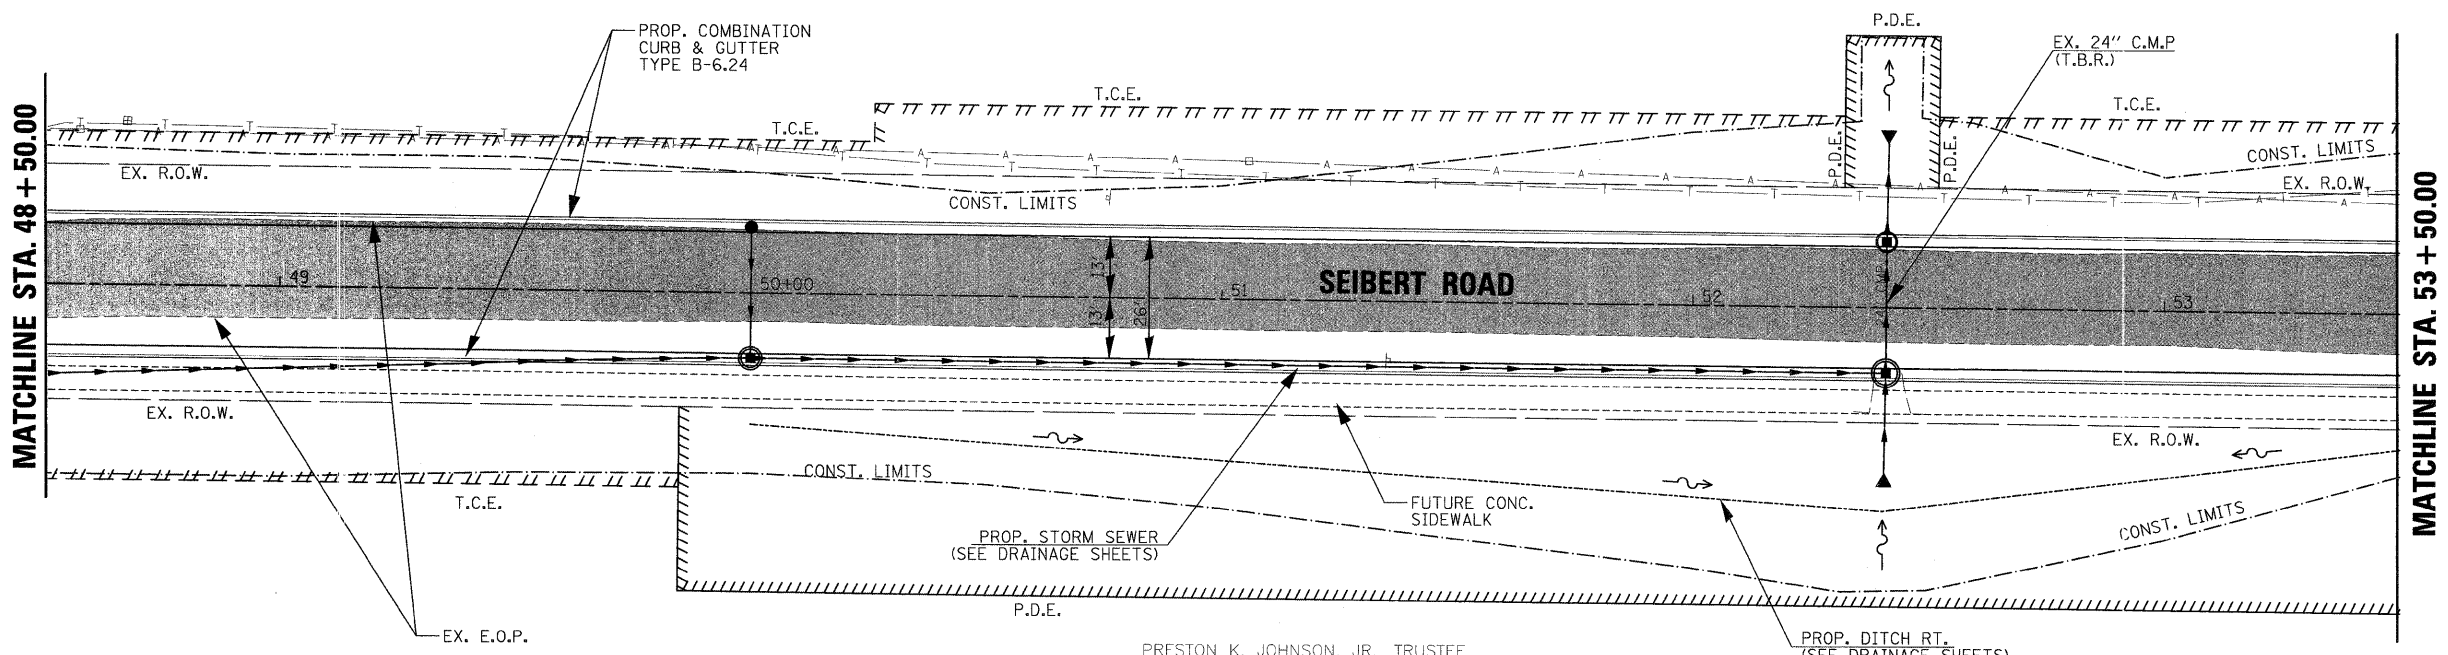 P.D.E.
PROP. COMBINATION
CURB & GUTTER
TYPE B-6.24
EX. 24" C.M.P
(T.B.R.)
T.C.E.
T.C.E.
T.C.E.
MATCHLINE STA. 48+50.00
P.D.E.
P.D.E.
CONST. LIMITS
EX. R.O.W.
EX. R.O.W.
CONST. LIMITS
49
50+00
13'
13'
26'
51
SEIBERT ROAD
52
53
MATCHLINE STA. 53+50.00
EX. R.O.W.
EX. R.O.W.
CONST. LIMITS
T.C.E.
FUTURE CONC.
SIDEWALK
PROP. STORM SEWER
(SEE DRAINAGE SHEETS)
CONST. LIMITS
P.D.E.
EX. E.O.P.
PROP. DITCH RT.
(SEE DRAINAGE SHEETS)
PRESTON K. JOHNSON, JR. TRUSTEE